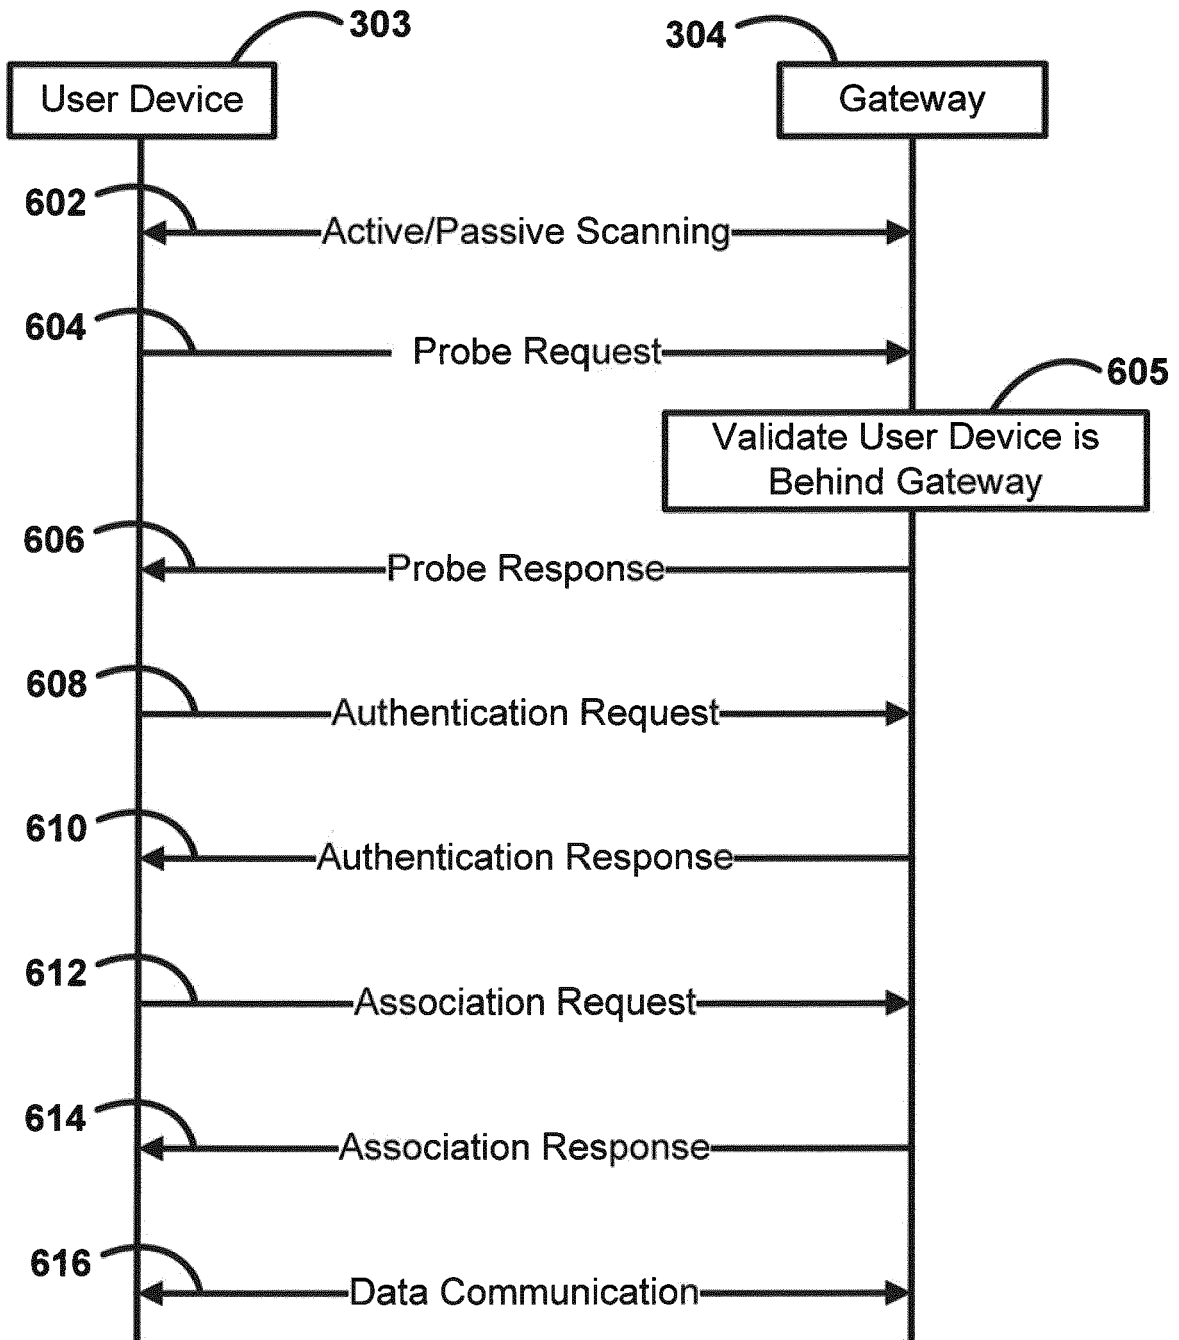 303
304
User Device
Gateway
602
Active/Passive Scanning
604
Probe Request
605
Validate User Device is
Behind Gateway
606
Probe Response
608
Authentication Request
610
Authentication Response
612
Association Request
614
Association Response
616
Data Communication